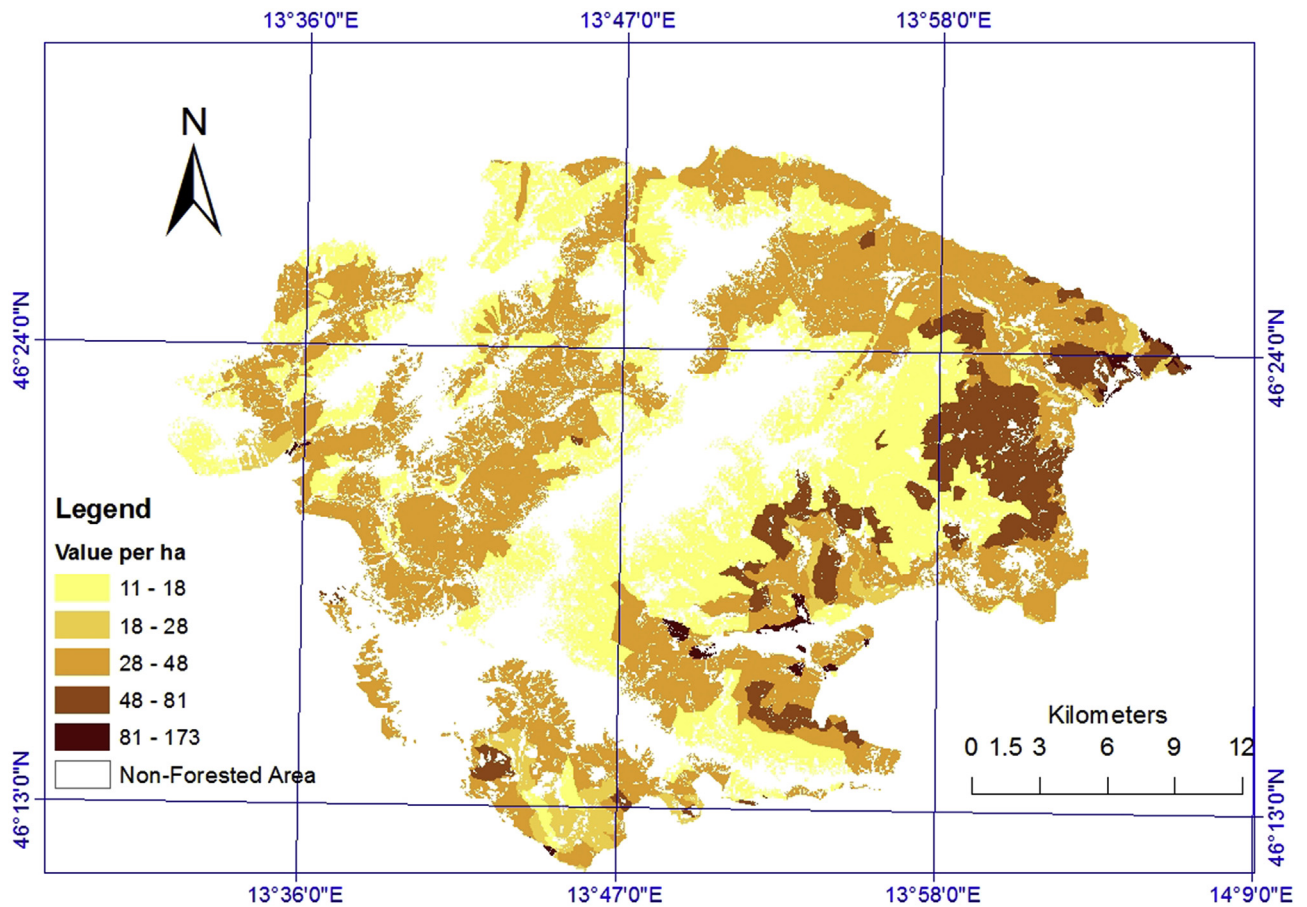 13°36'0"E 13°47'0"E 13°58'0"E
N
46°24'0"N
46°24'0"N
Legend
Value per ha
11 - 18
18 - 28
28 - 48
48 - 81
81 - 173
Non-Forested Area
Kilometers
0 1.5 3 6 9 12
46°13'0"N
46°13'0"N
13°36'0"E 13°47'0"E 13°58'0"E 14°9'0"E